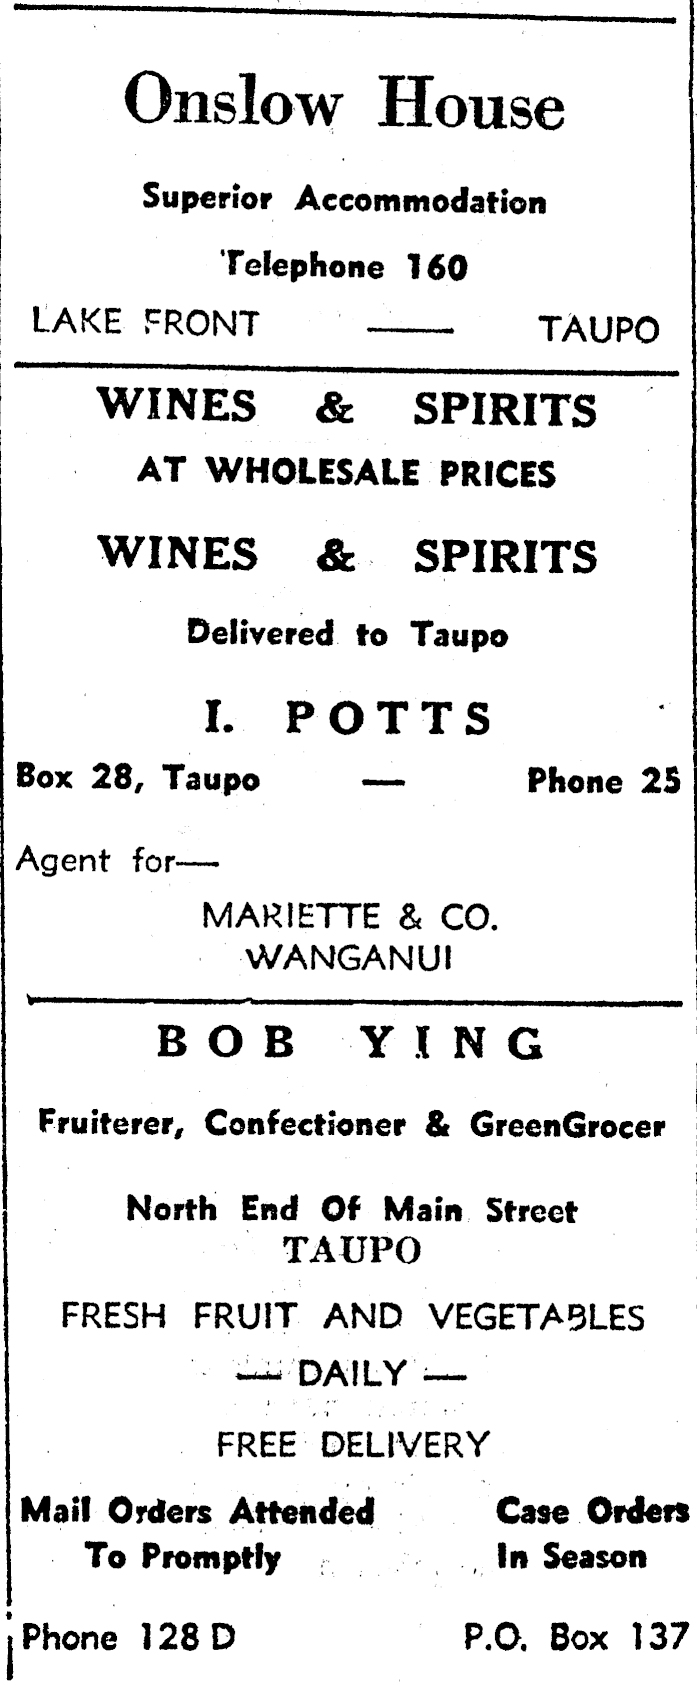 Onslow House
Superior Accommodation
Telephone 160
LAKE FRONT — TAUPO
WINES & SPIRITS
AT WHOLESALE PRICES
WINES & SPIRITS
Delivered to Taupo
I. POTTS
Box 28, Taupo — Phone 25
Agent for—
MARIETTE & CO.
WANGANUI
BOB YING
Fruiterer, Confectioner & GreenGrocer
North End Of Main Street
TAUPO
FRESH FRUIT AND VEGETABLES
— DAILY —
FREE DELIVERY
Mail Orders Attended Case Orders
To Promptly In Season
Phone 128 D P.O. Box 137